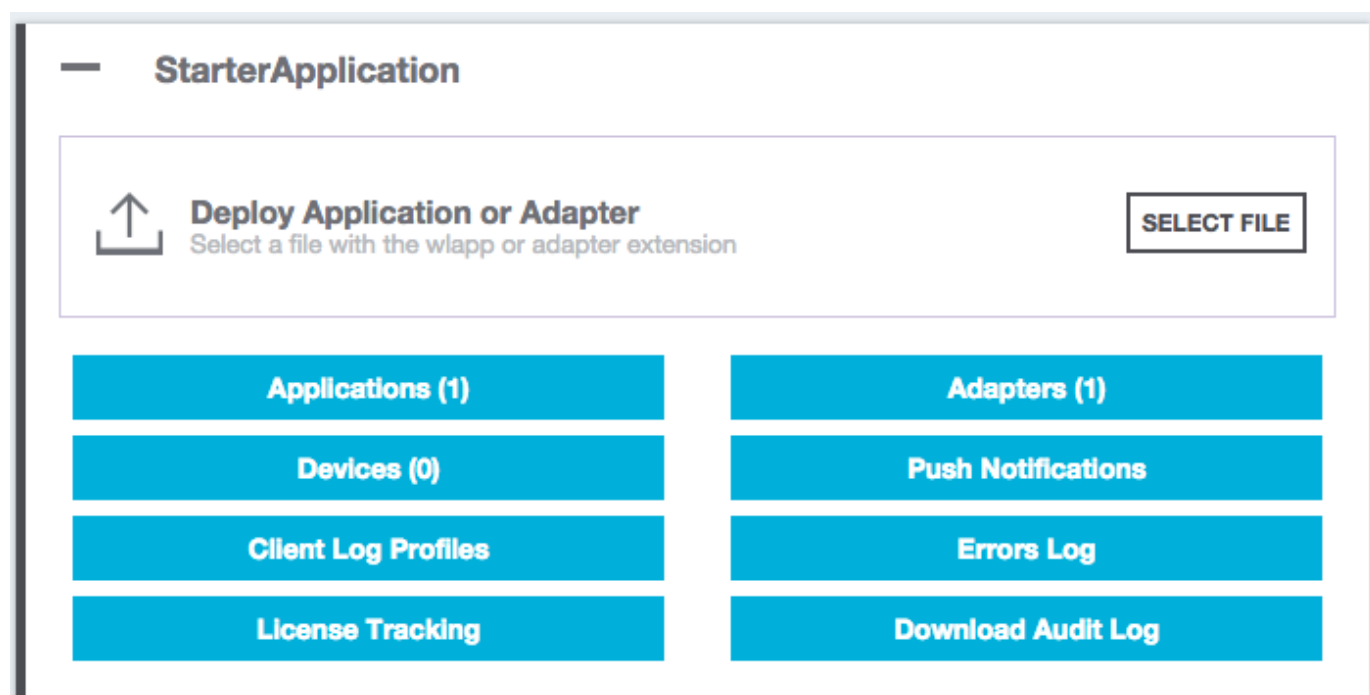 StarterApplication
Deploy Application or Adapter
Select a file with the wlapp or adapter extension
SELECT FILE
Applications (1)
Adapters (1)
Devices (0)
Push Notifications
Client Log Profiles
Errors Log
License Tracking
Download Audit Log